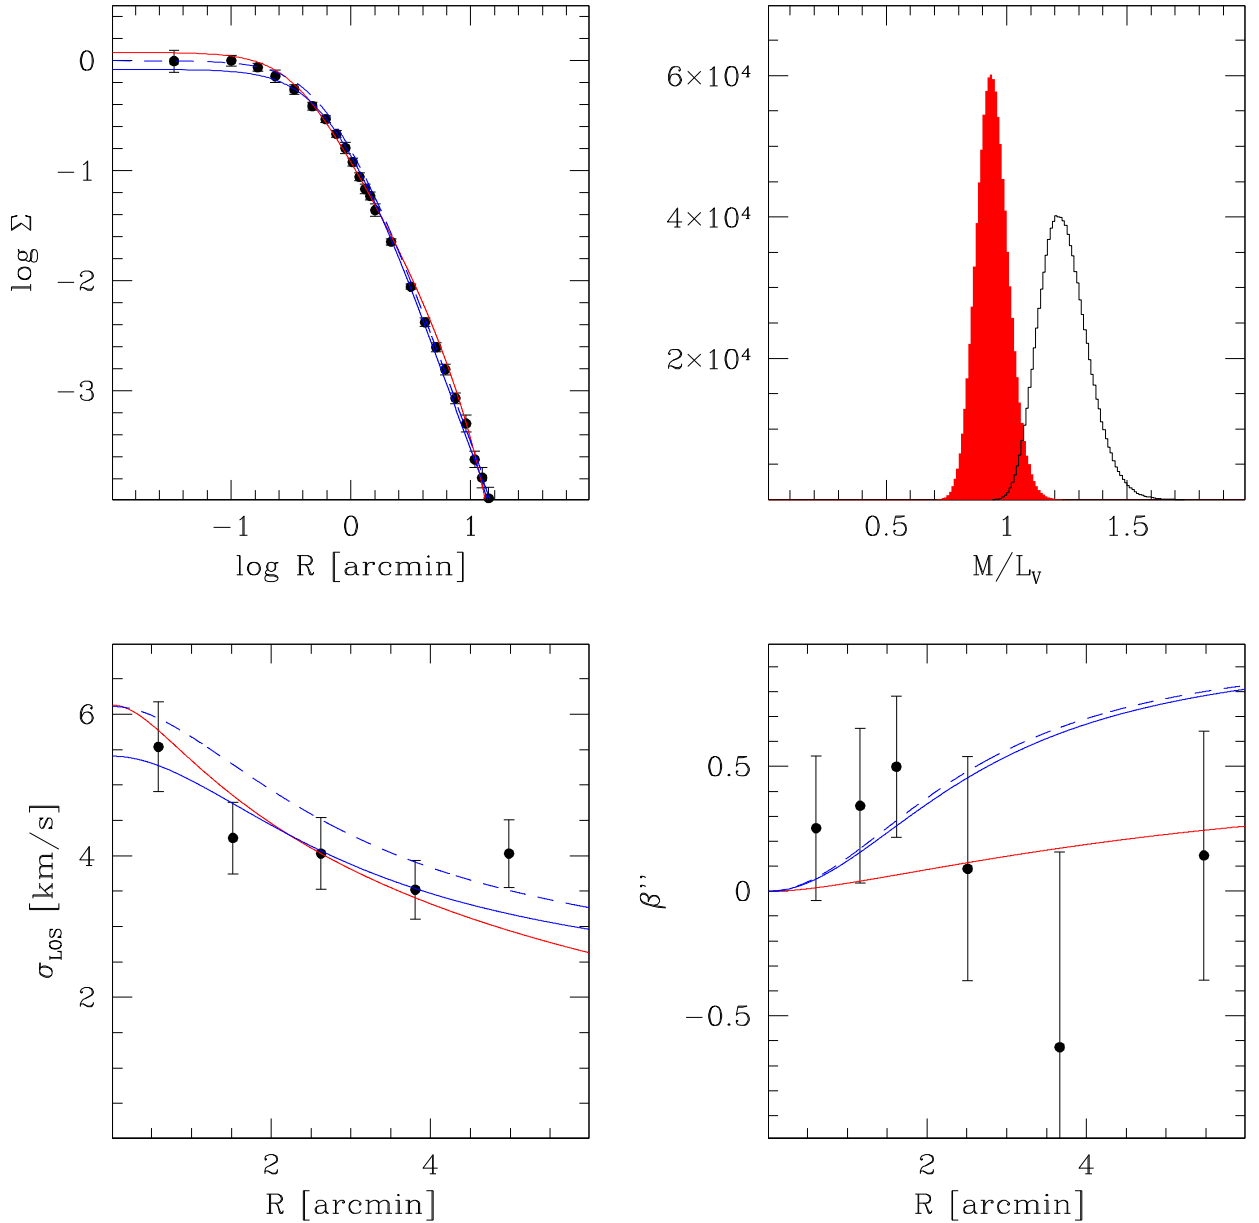 0
−1
−2
−3
log Σ
−1 0 1
log R [arcmin]
6×10⁴
4×10⁴
2×10⁴
0.5 1 1.5
M/L_V
6
4
2
σ_LOS [km/s]
2 4
R [arcmin]
0.5
0
−0.5
β''
2 4
R [arcmin]